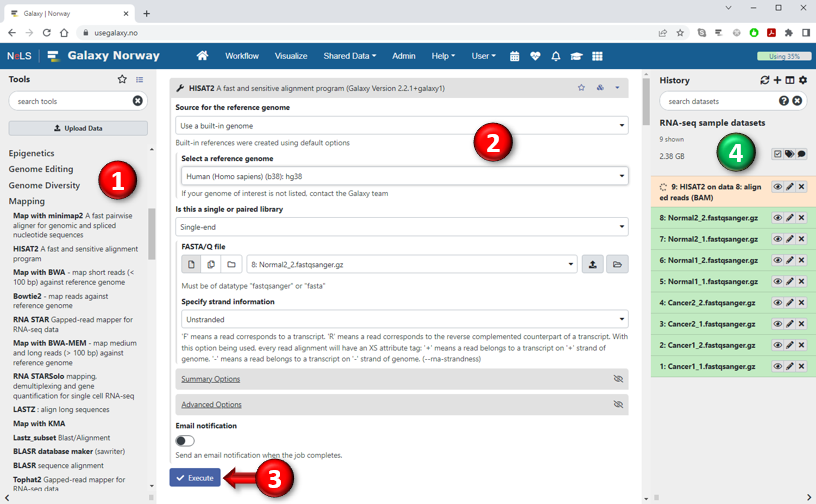 Galaxy | Norway
usegalaxy.no
NeLS
Galaxy Norway
Workflow
Visualize
Shared Data
Admin
Help
User
Using 35%
Tools
search tools
Upload Data
Epigenetics
Genome Editing
Genome Diversity
Mapping
Map with minimap2 A fast pairwise
aligner for genomic and spliced
nucleotide sequences
HISAT2 A fast and sensitive alignment
program
Map with BWA - map short reads (<
100 bp) against reference genome
Bowtie2 - map reads against
reference genome
RNA STAR Gapped-read mapper for
RNA-seq data
Map with BWA-MEM - map medium
and long reads (> 100 bp) against
reference genome
RNA STARSolo mapping,
demultiplexing and gene
quantification for single cell RNA-seq
LASTZ : align long sequences
Map with KMA
Lastz_subset Blast/Alignment
BLASR database maker (sawriter)
BLASR sequence alignment
Tophat2 Gapped-read mapper for
RNA-seq data
1
HISAT2 A fast and sensitive alignment program (Galaxy Version 2.2.1+galaxy1)
Source for the reference genome
Use a built-in genome
Built-in references were created using default options
Select a reference genome
Human (Homo sapiens) (b38): hg38
If your genome of interest is not listed, contact the Galaxy team
Is this a single or paired library
Single-end
FASTA/Q file
8: Normal2_2.fastqsanger.gz
Must be of datatype "fastqsanger" or "fasta"
Specify strand information
Unstranded
'F' means a read corresponds to a transcript. 'R' means a read corresponds to the reverse complemented counterpart of a transcript. With
this option being used, every read alignment will have an XS attribute tag: '+' means a read belongs to a transcript on '+' strand of
genome. '-' means a read belongs to a transcript on '-' strand of genome. (--rna-strandness)
Summary Options
Advanced Options
Email notification
Send an email notification when the job completes.
Execute
2
3
History
search datasets
RNA-seq sample datasets
9 shown
2.38 GB
4
9: HISAT2 on data 8: align
ed reads (BAM)
8: Normal2_2.fastqsanger.gz
7: Normal2_1.fastqsanger.gz
6: Normal1_2.fastqsanger.gz
5: Normal1_1.fastqsanger.gz
4: Cancer2_2.fastqsanger.gz
3: Cancer2_1.fastqsanger.gz
2: Cancer1_2.fastqsanger.gz
1: Cancer1_1.fastqsanger.gz